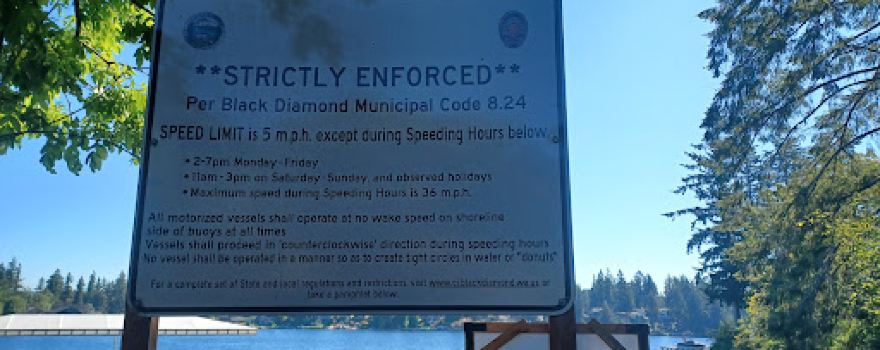 **STRICTLY ENFORCED**
Per Black Diamond Municipal Code 8.24
SPEED LIMIT is 5 m.p.h. except during Speeding Hours below.
• 2-7pm Monday-Friday
• 11am-3pm on Saturday-Sunday, and observed holidays
• Maximum speed during Speeding Hours is 36 m.p.h.
All motorized vessels shall operate at no wake speed on shoreline
side of buoys at all times
Vessels shall proceed in 'counterclockwise' direction during speeding hours
No vessel shall be operated in a manner so as to create tight circles in water or "donuts"
For a complete set of State and local regulations and restrictions, visit www.ci.blackdiamond.wa.us or
take a pamphlet below.